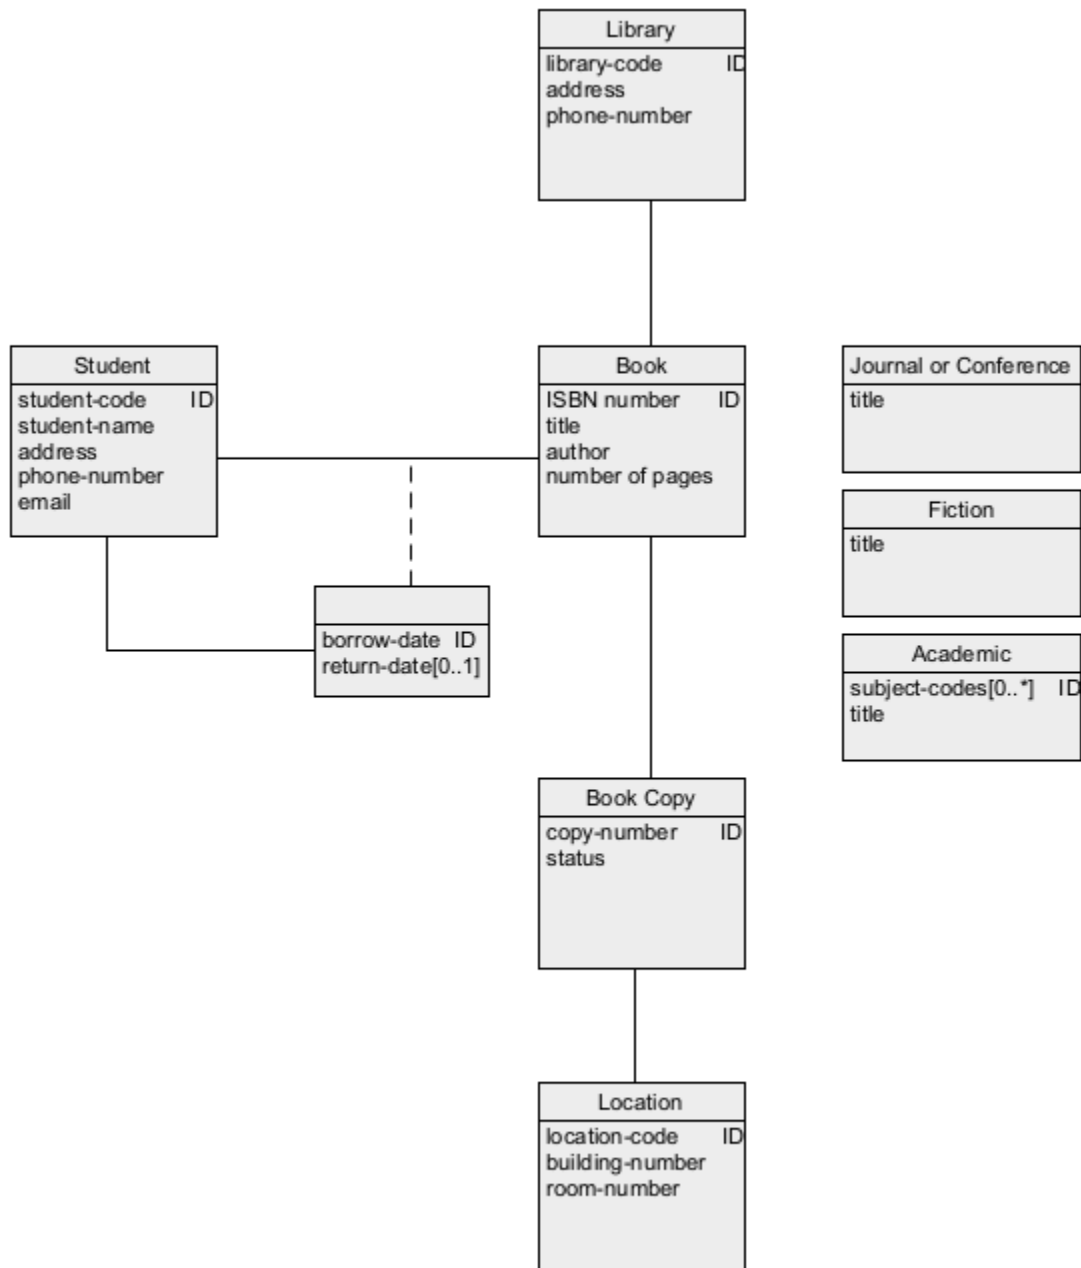 Library
library-code ID
address
phone-number
Student
student-code ID
student-name
address
phone-number
email
Book
ISBN number ID
title
author
number of pages
Journal or Conference
title
Fiction
title
Academic
subject-codes[0..*] ID
title
borrow-date ID
return-date[0..1]
Book Copy
copy-number ID
status
Location
location-code ID
building-number
room-number